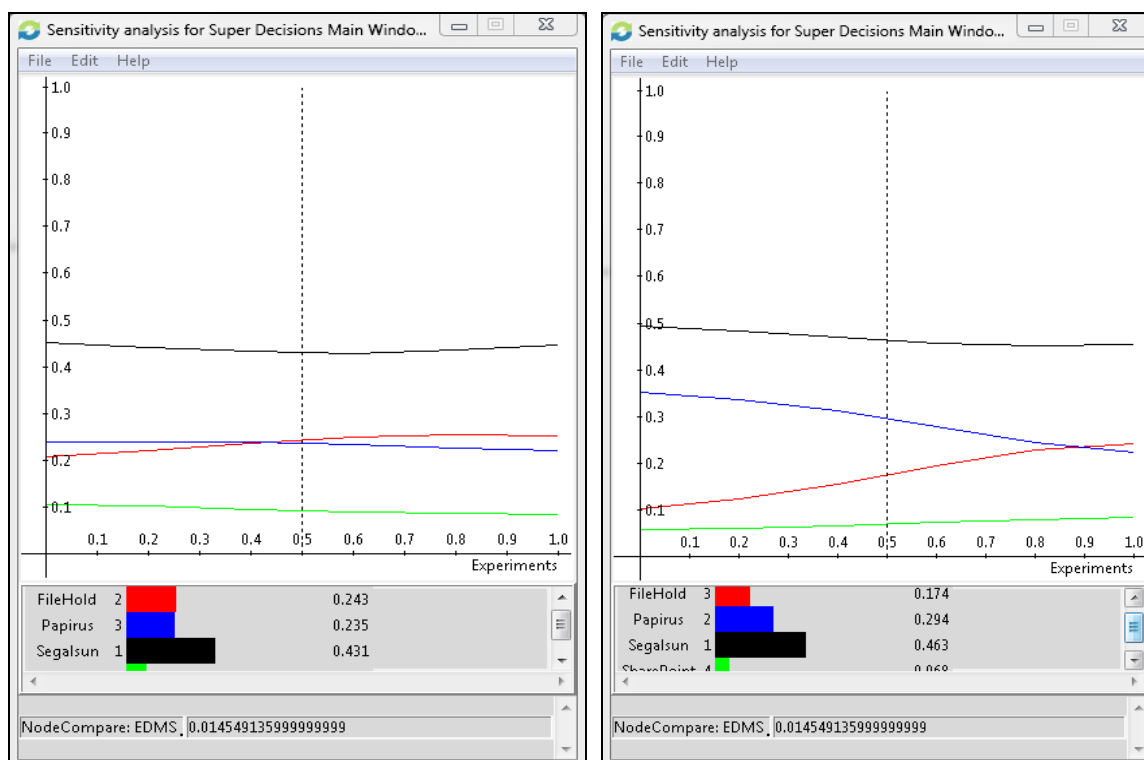 Sensitivity analysis for Super Decisions Main Windo...
File Edit Help
1.0
0.9
0.8
0.7
0.6
0.5
0.4
0.3
0.2
0.1
0.1 0.2 0.3 0.4 0.5 0.6 0.7 0.8 0.9 1.0
Experiments
FileHold 2 0.243
Papirus 3 0.235
Segalsun 1 0.431
NodeCompare: EDMS. 0.014549135999999999
Sensitivity analysis for Super Decisions Main Windo...
File Edit Help
1.0
0.9
0.8
0.7
0.6
0.5
0.4
0.3
0.2
0.1
0.1 0.2 0.3 0.4 0.5 0.6 0.7 0.8 0.9 1.0
Experiments
FileHold 3 0.174
Papirus 2 0.294
Segalsun 1 0.463
SharePoint 4 0.068
NodeCompare: EDMS. 0.014549135999999999